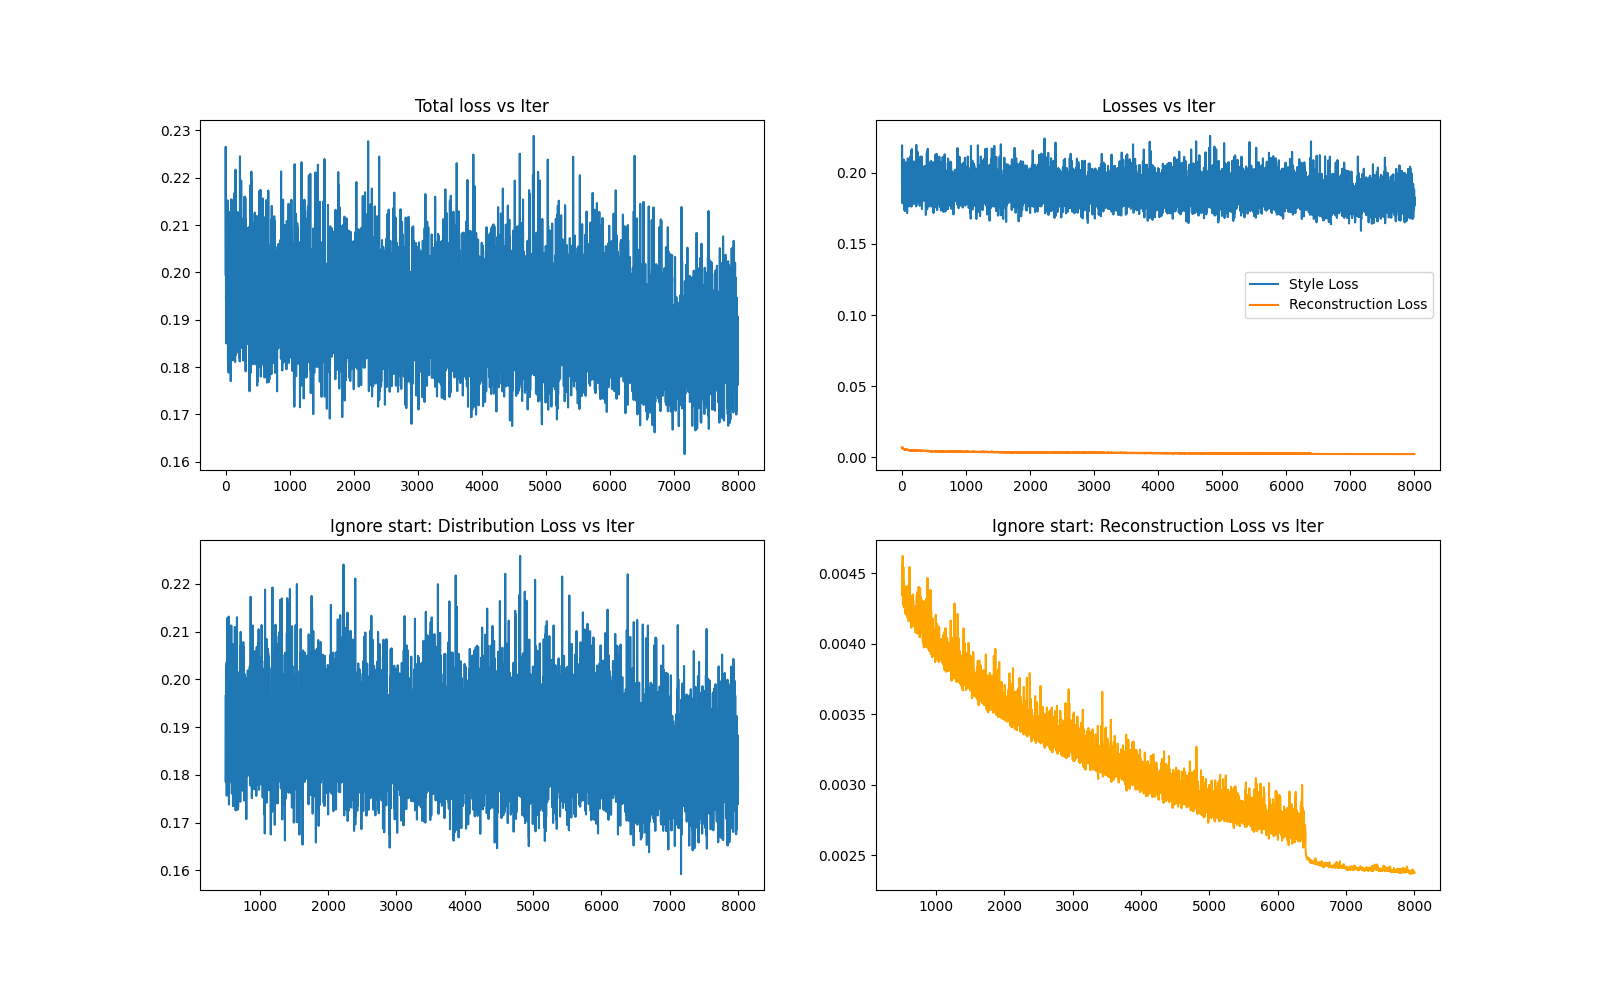 Total loss vs Iter
0.23
0.22
0.21
0.20
0.19
0.18
0.17
0.16
0 1000 2000 3000 4000 5000 6000 7000 8000
Losses vs Iter
0.20
0.15
0.10
0.05
0.00
Style Loss
Reconstruction Loss
0 1000 2000 3000 4000 5000 6000 7000 8000
Ignore start: Distribution Loss vs Iter
0.22
0.21
0.20
0.19
0.18
0.17
0.16
1000 2000 3000 4000 5000 6000 7000 8000
Ignore start: Reconstruction Loss vs Iter
0.0045
0.0040
0.0035
0.0030
0.0025
1000 2000 3000 4000 5000 6000 7000 8000